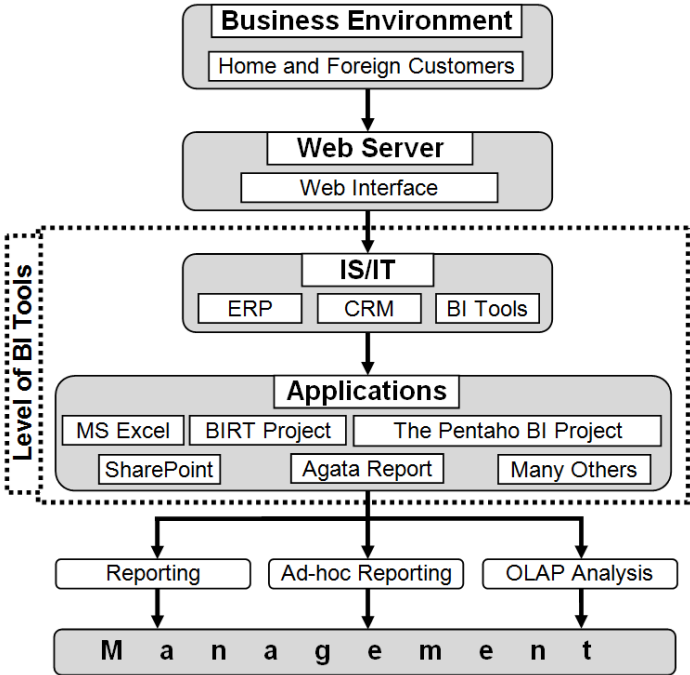 Business Environment
Home and Foreign Customers
Web Server
Web Interface
Level of BI Tools
IS/IT
ERP CRM BI Tools
Applications
MS Excel BIRT Project The Pentaho BI Project
SharePoint Agata Report Many Others
Reporting Ad-hoc Reporting OLAP Analysis
M a n a g e m e n t